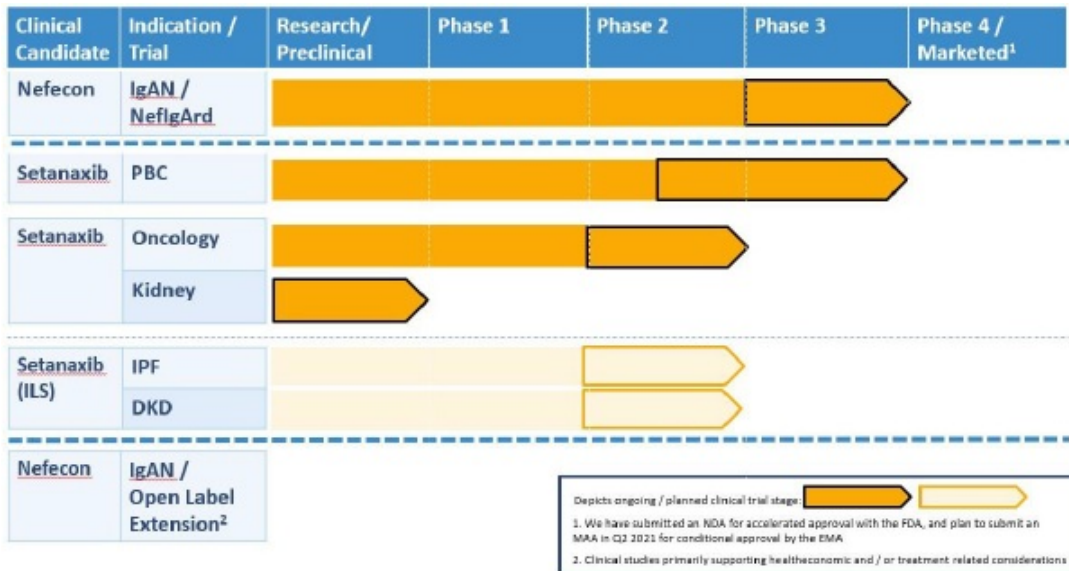 Clinical Candidate
Indication / Trial
Research/ Preclinical
Phase 1
Phase 2
Phase 3
Phase 4 / Marketed¹
Nefecon
IgAN /
NefIgArd
Setanaxib
PBC
Setanaxib
Oncology
Kidney
Setanaxib
(ILS)
IPF
DKD
Nefecon
IgAN /
Open Label
Extension²
Depicts ongoing / planned clinical trial stage:
1. We have submitted an NDA for accelerated approval with the FDA, and plan to submit an
MAA in Q2 2021 for conditional approval by the EMA
2. Clinical studies primarily supporting healtheconomic and / or treatment related considerations